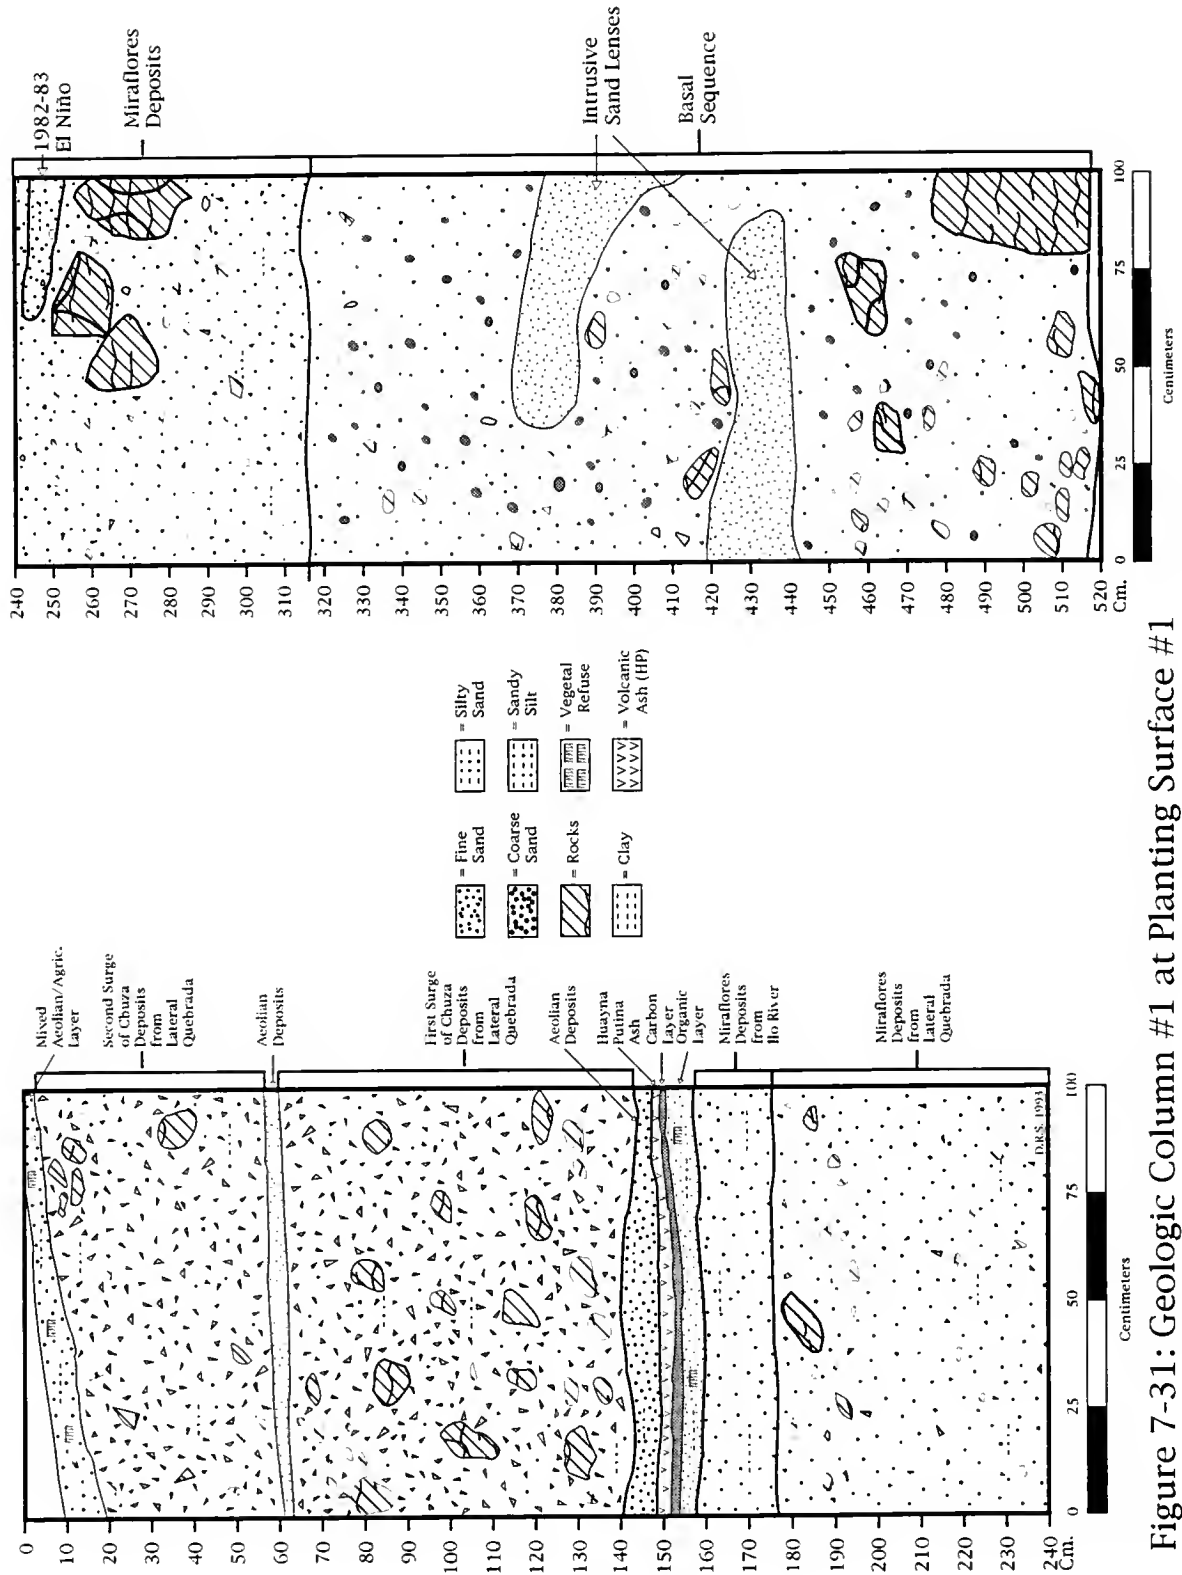 0
10
20
30
40
50
60
70
80
90
100
110
120
130
140
150
160
170
180
190
200
210
220
230
240
Cm.
Mixed
Aeolian/Agric.
Layer
Second Surge
of Chuza
Deposits
from
Lateral
Quebrada
Aeolian
Deposits
First Surge
of Chuza
Deposits
from
Lateral
Quebrada
Aeolian
Deposits
Huayna
Putina
Ash
Carbon
Layer
Organic
Layer
Miraflores
Deposits
from
Ilo River
Miraflores
Deposits
from
Lateral
Quebrada
D.R.S. 1993
0
25
50
75
100
Centimeters
= Fine
Sand
= Coarse
Sand
= Rocks
= Clay
= Silty
Sand
= Sandy
Silt
= Vegetal
Refuse
= Volcanic
Ash (HP)
240
250
260
270
280
290
300
310
320
330
340
350
360
370
380
390
400
410
420
430
440
450
460
470
480
490
500
510
520
Cm.
1982-83
El Niño
Miraflores
Deposits
Intrusive
Sand Lenses
Basal
Sequence
0
25
50
75
100
Centimeters
Figure 7-31: Geologic Column #1 at Planting Surface #1